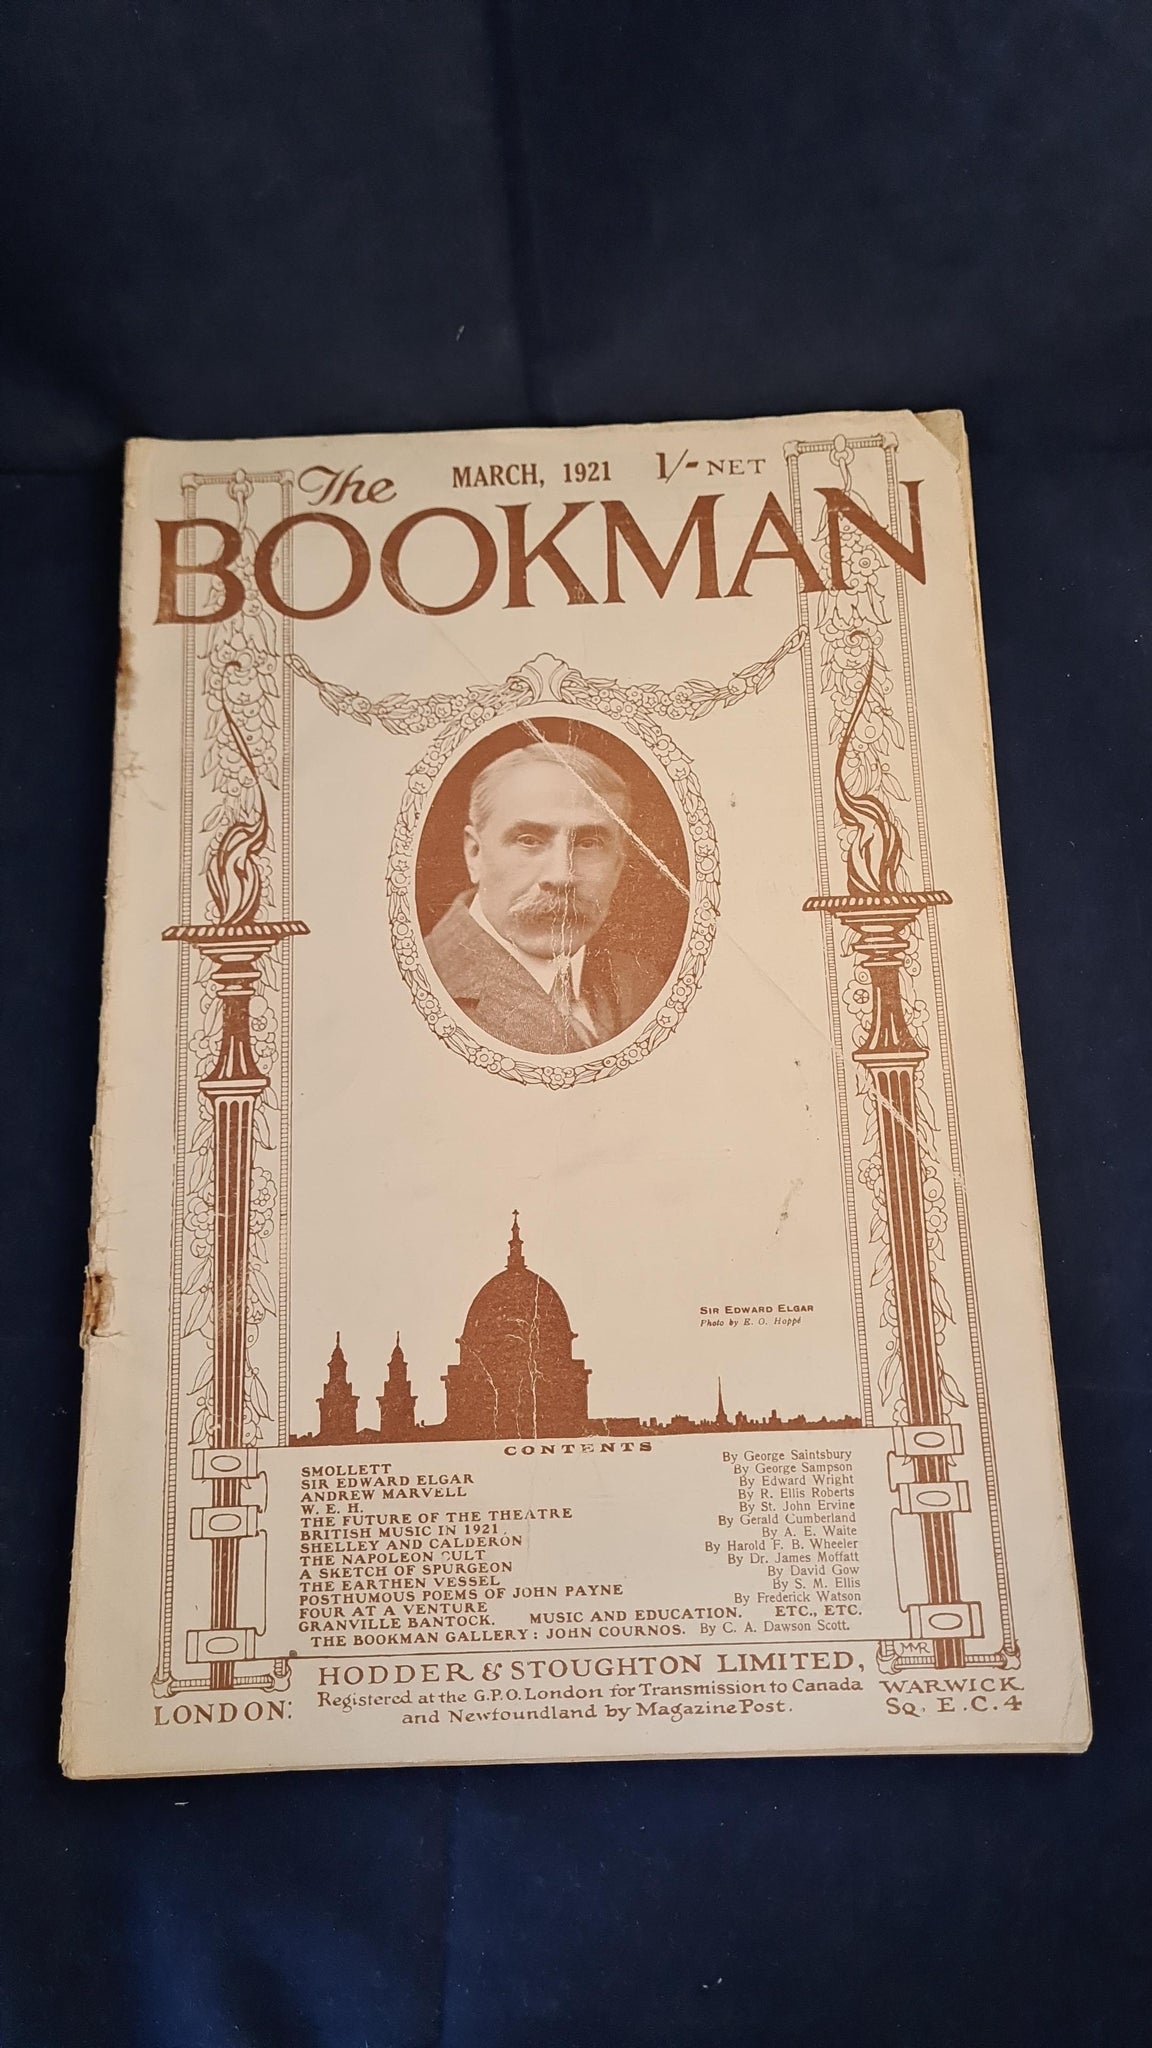 The MARCH, 1921 1/- NET
BOOKMAN
SIR EDWARD ELGAR
Photo by E. O. Hoppé
CONTENTS
SMOLLETT By George Saintsbury
SIR EDWARD ELGAR By George Sampson
ANDREW MARVELL By Edward Wright
W. E. H. By R. Ellis Roberts
THE FUTURE OF THE THEATRE By St. John Ervine
BRITISH MUSIC IN 1921 By Gerald Cumberland
SHELLEY AND CALDERÓN By A. E. Waite
THE NAPOLEON CULT By Harold F. B. Wheeler
A SKETCH OF SPURGEON By Dr. James Moffatt
THE EARTHEN VESSEL By David Gow
POSTHUMOUS POEMS OF JOHN PAYNE By S. M. Ellis
FOUR AT A VENTURE By Frederick Watson
GRANVILLE BANTOCK. MUSIC AND EDUCATION. ETC., ETC.
THE BOOKMAN GALLERY: JOHN COURNOS. By C. A. Dawson Scott.
MMR
HODDER & STOUGHTON LIMITED,
LONDON: Registered at the G.P.O. London for Transmission to Canada WARWICK
and Newfoundland by Magazine Post. SQ. E.C.4